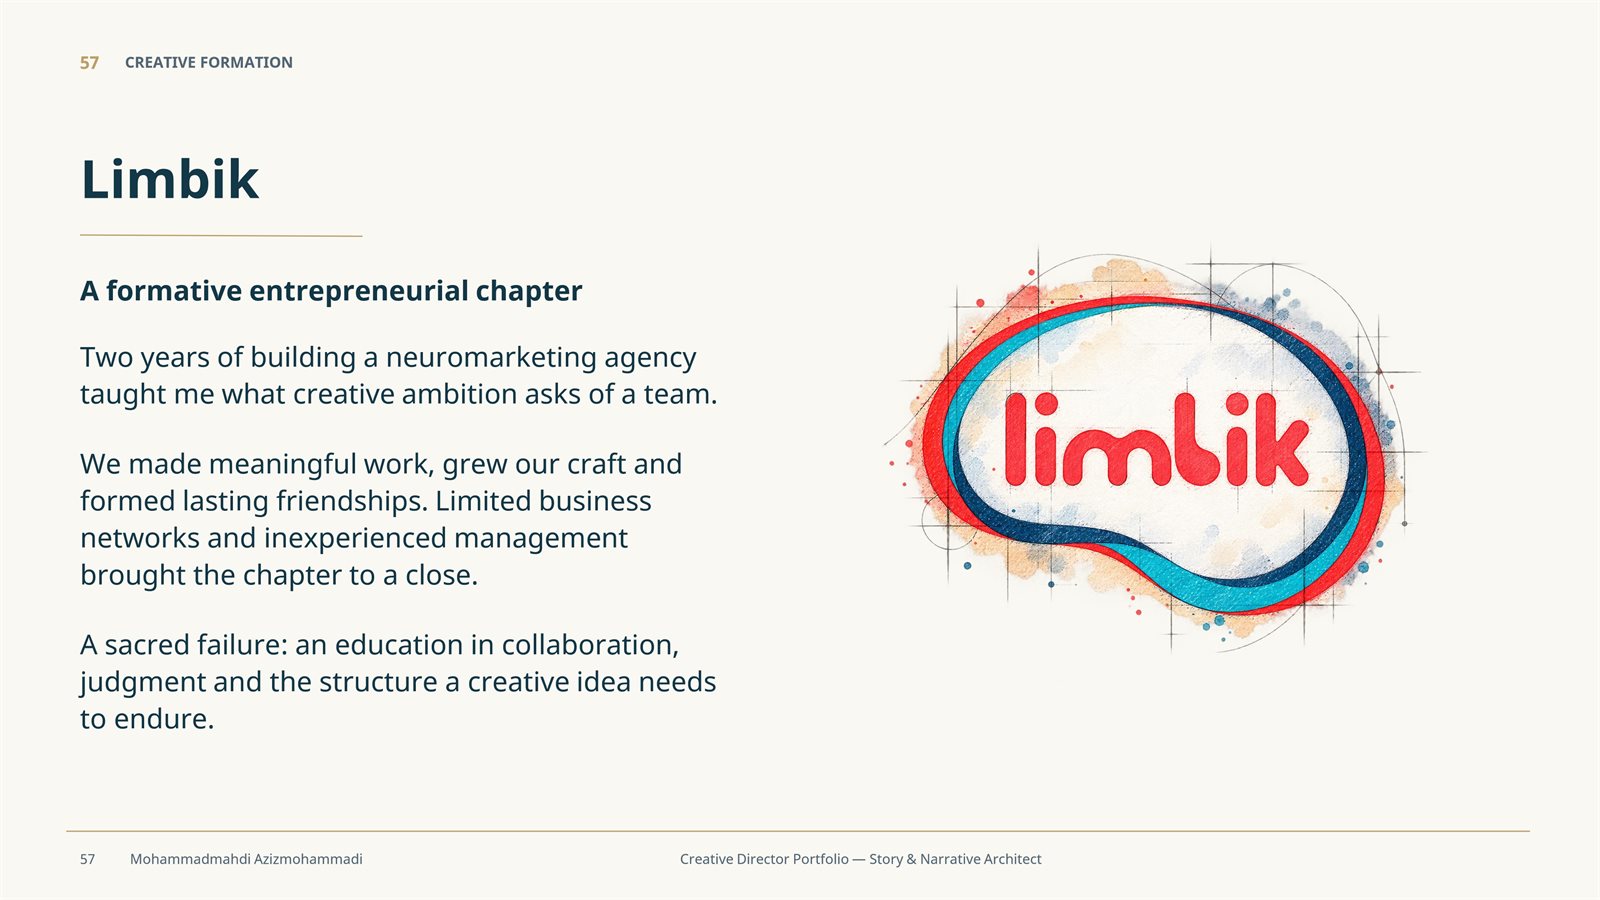 57 CREATIVE FORMATION
Limbik
A formative entrepreneurial chapter
Two years of building a neuromarketing agency
taught me what creative ambition asks of a team.
We made meaningful work, grew our craft and
formed lasting friendships. Limited business
networks and inexperienced management
brought the chapter to a close.
A sacred failure: an education in collaboration,
judgment and the structure a creative idea needs
to endure.
limbik
57 Mohammadmahdi Azizmohammadi Creative Director Portfolio — Story & Narrative Architect